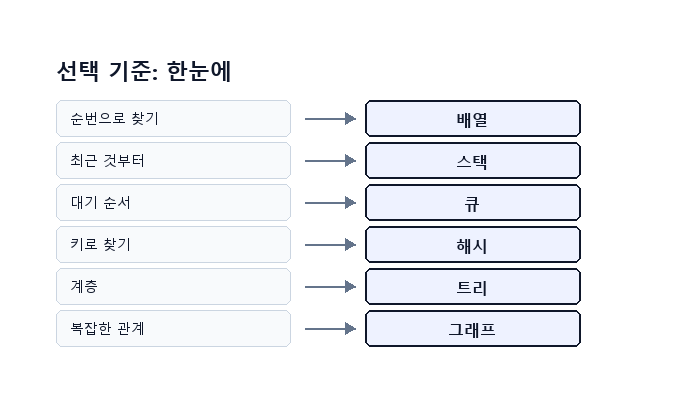 선택 기준: 한눈에
순번으로 찾기 배열
최근 것부터 스택
대기 순서 큐
키로 찾기 해시
계층 트리
복잡한 관계 그래프